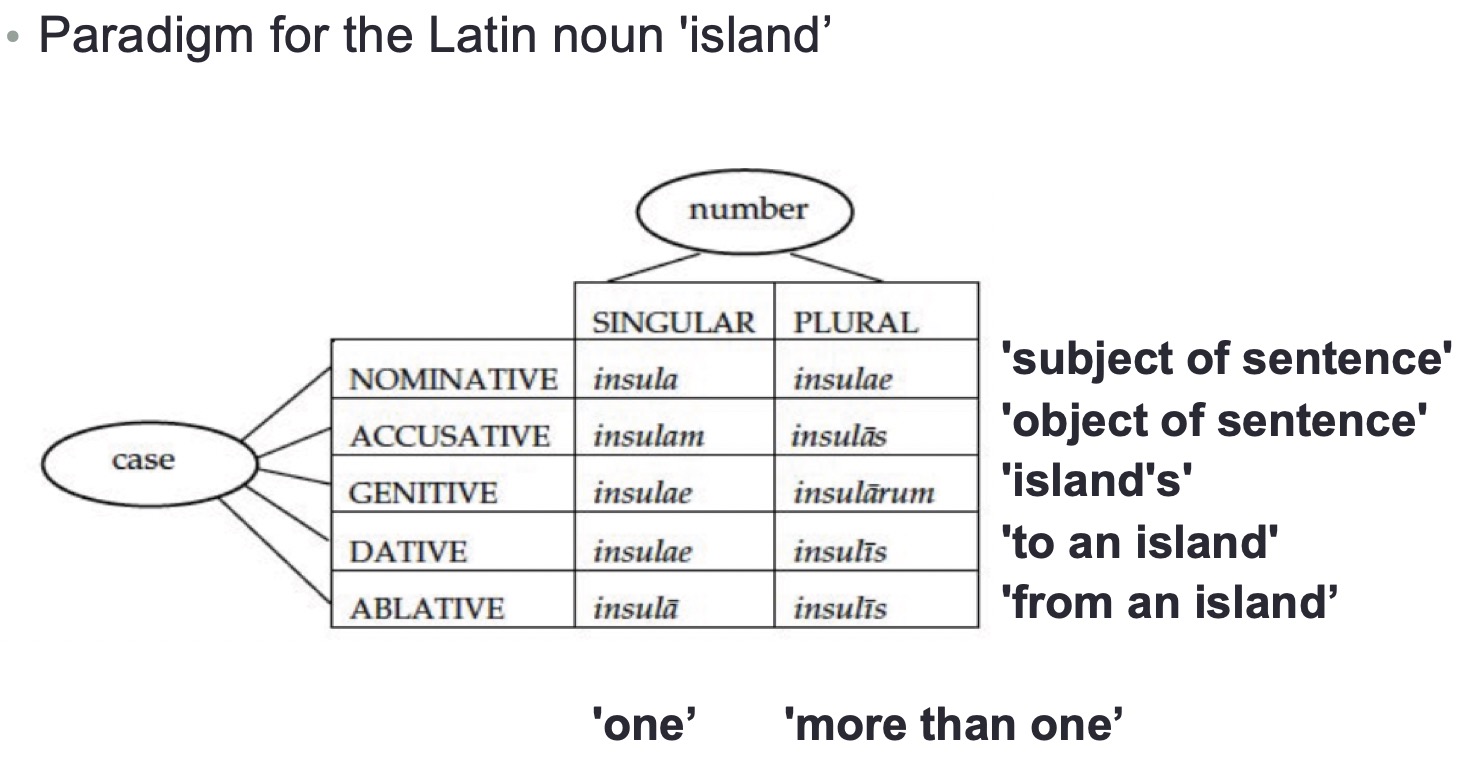 • Paradigm for the Latin noun 'island’
number
SINGULAR PLURAL
NOMINATIVE insula insulae 'subject of sentence'
ACCUSATIVE insulam insulās 'object of sentence'
case
GENITIVE insulae insulārum 'island's'
DATIVE insulae insulīs 'to an island'
ABLATIVE insulā insulīs 'from an island’
'one’ 'more than one’